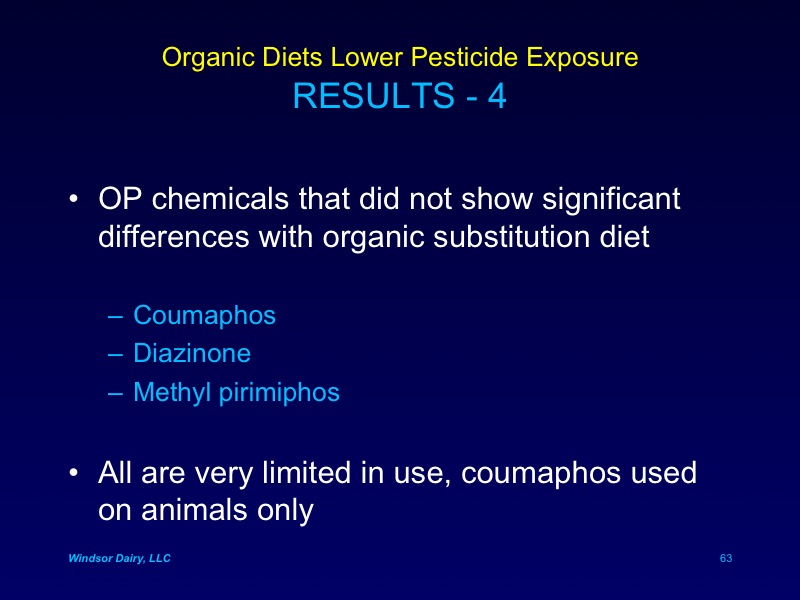 Organic Diets Lower Pesticide Exposure
RESULTS - 4
• OP chemicals that did not show significant
differences with organic substitution diet
– Coumaphos
– Diazinone
– Methyl pirimiphos
• All are very limited in use, coumaphos used
on animals only
Windsor Dairy, LLC
63